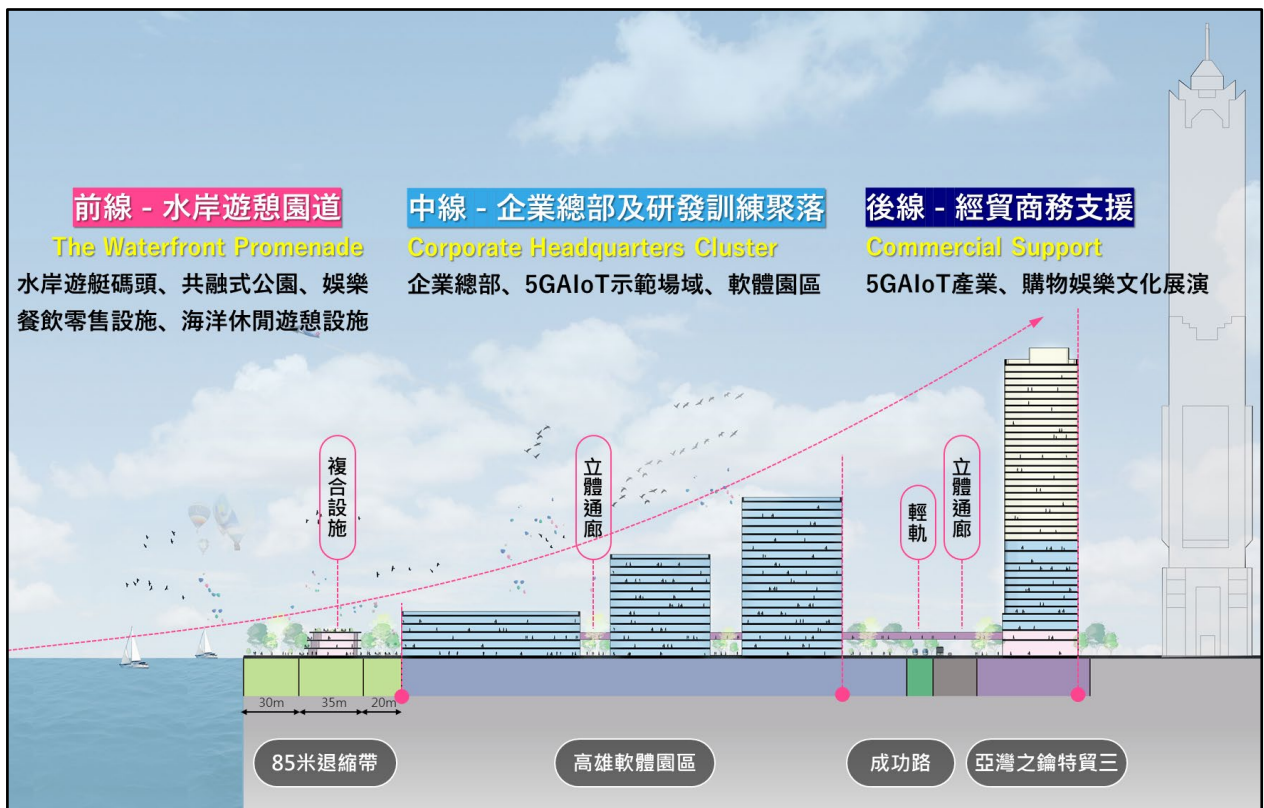 前線 - 水岸遊憩園道
The Waterfront Promenade
水岸遊艇碼頭、共融式公園、娛樂
餐飲零售設施、海洋休閒遊憩設施
中線 - 企業總部及研發訓練聚落
Corporate Headquarters Cluster
企業總部、5GAIoT示範場域、軟體園區
後線 - 經貿商務支援
Commercial Support
5GAIoT產業、購物娛樂文化展演
複合設施
立體通廊
輕軌
立體通廊
30m
35m
20m
85米退縮帶
高雄軟體園區
成功路
亞灣之鑰特貿三